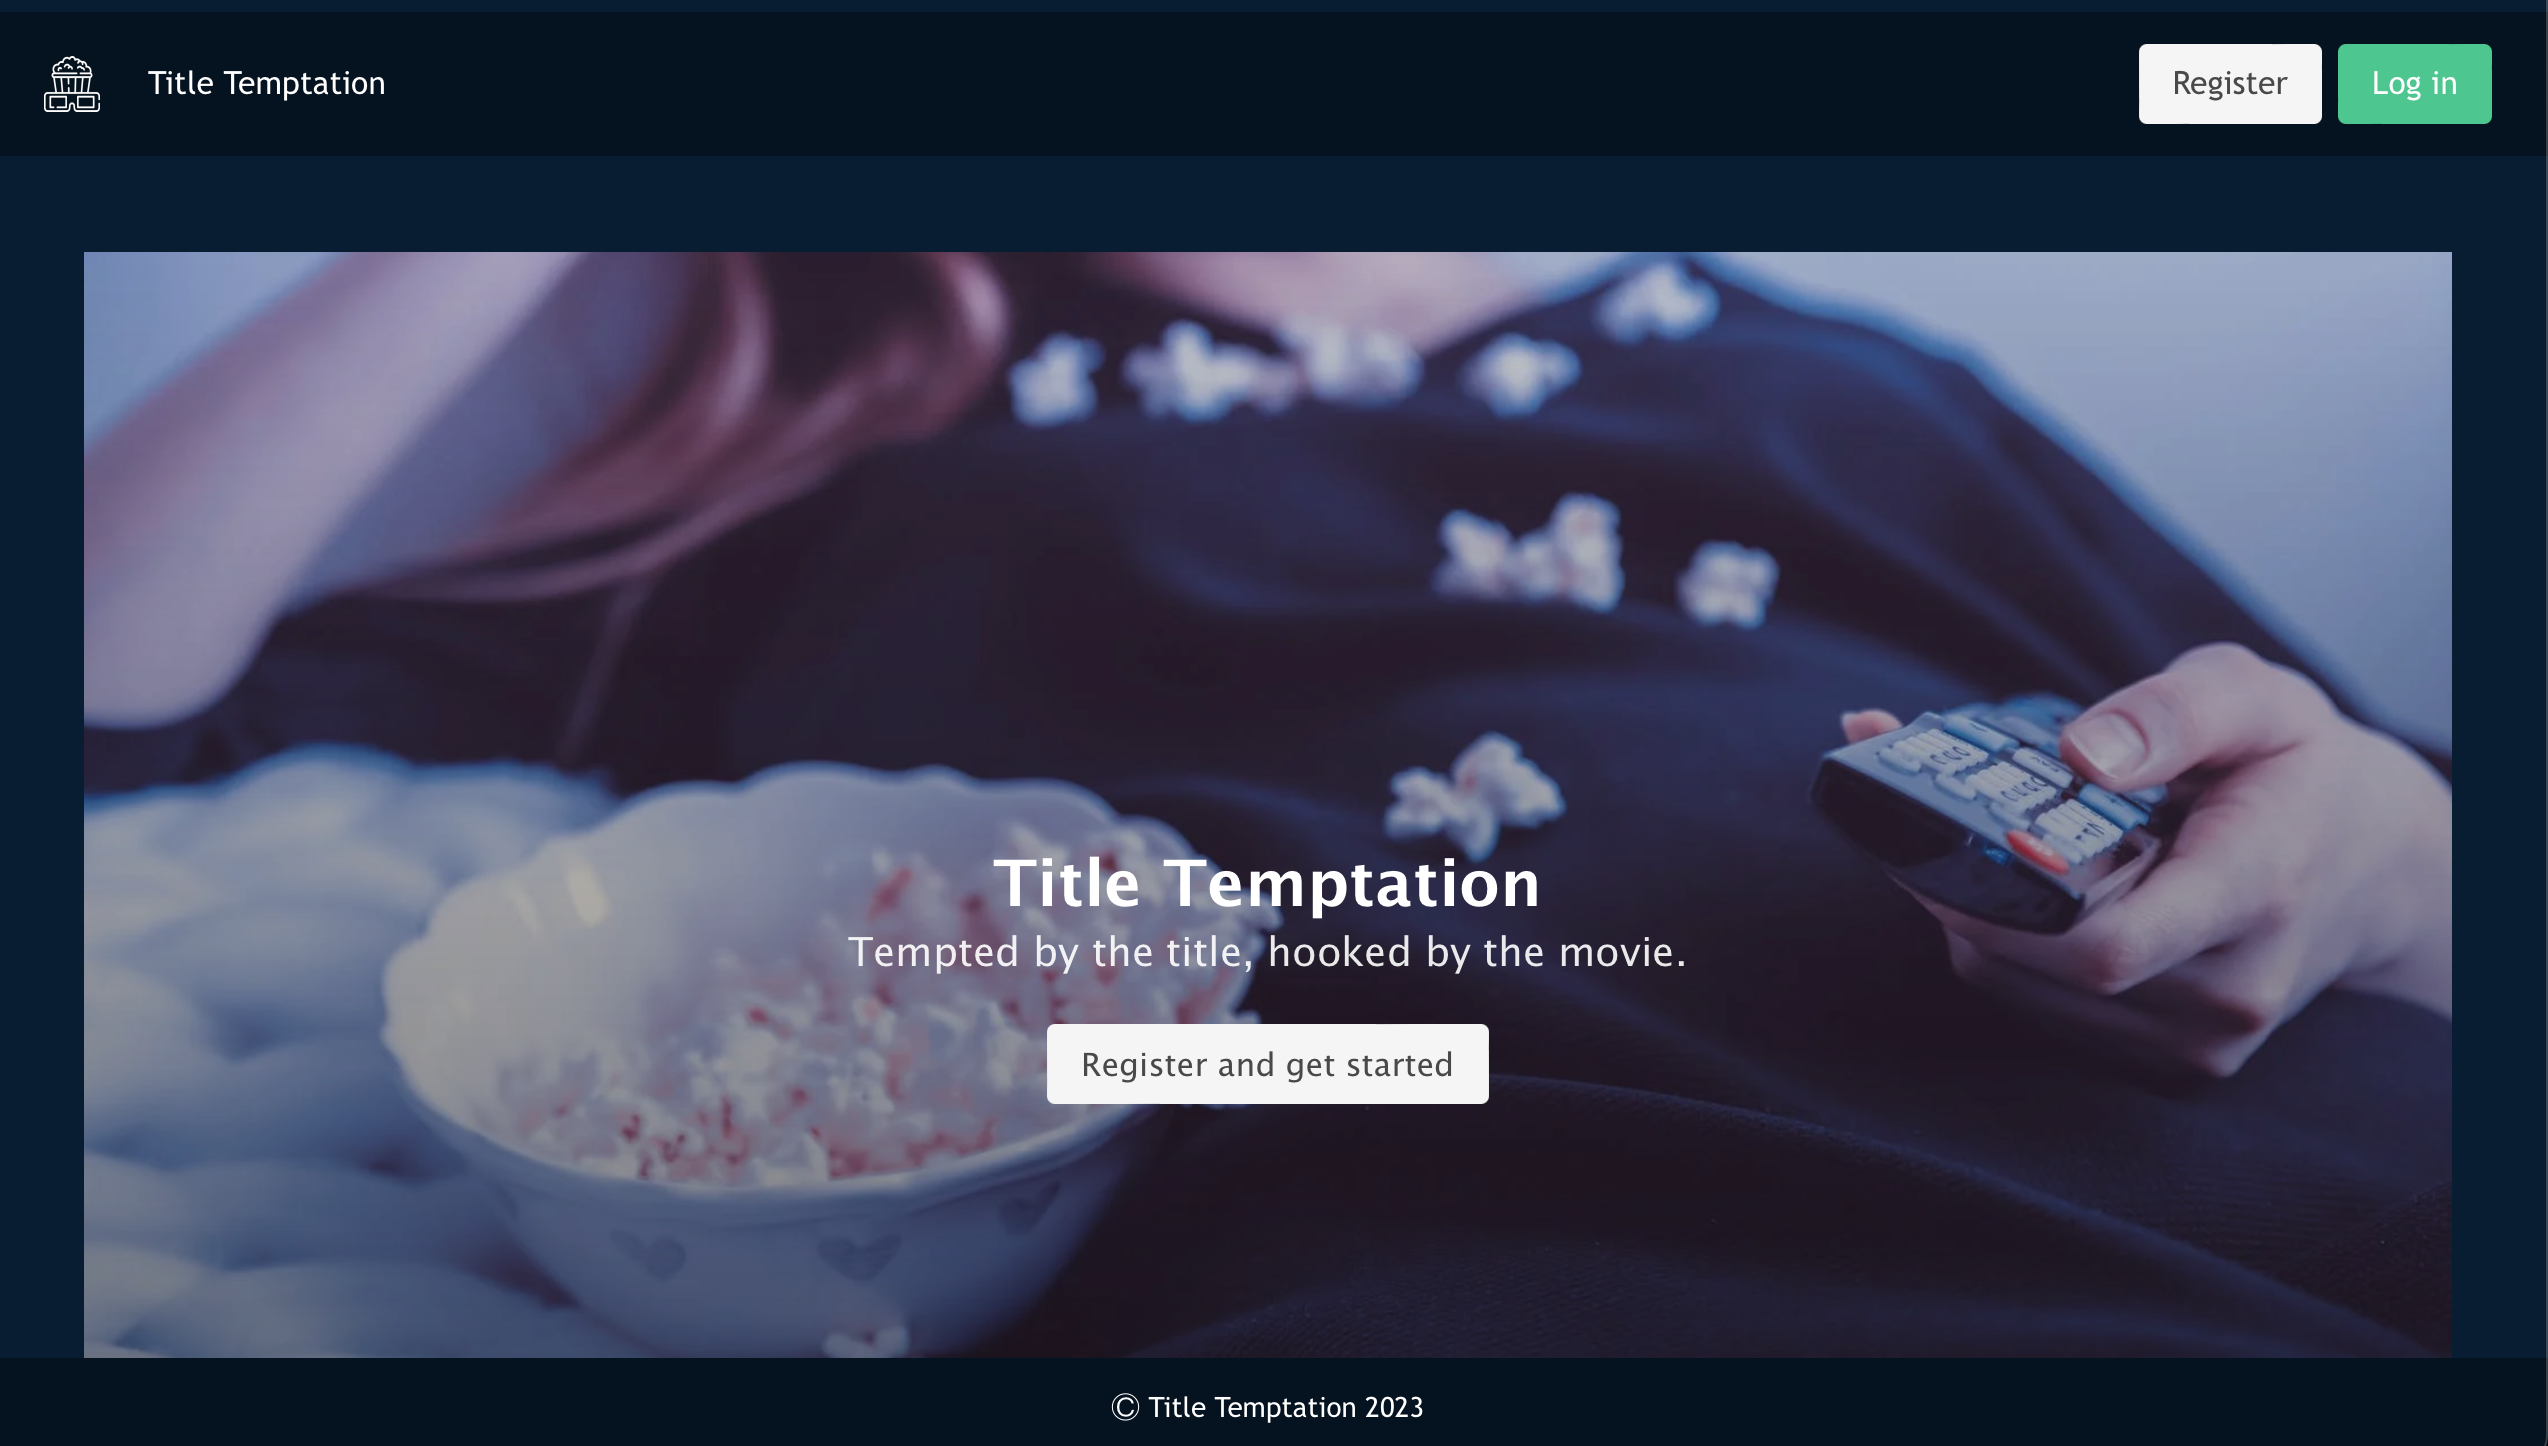 Title Temptation
Register
Log in
Title Temptation
Tempted by the title, hooked by the movie.
Register and get started
© Title Temptation 2023